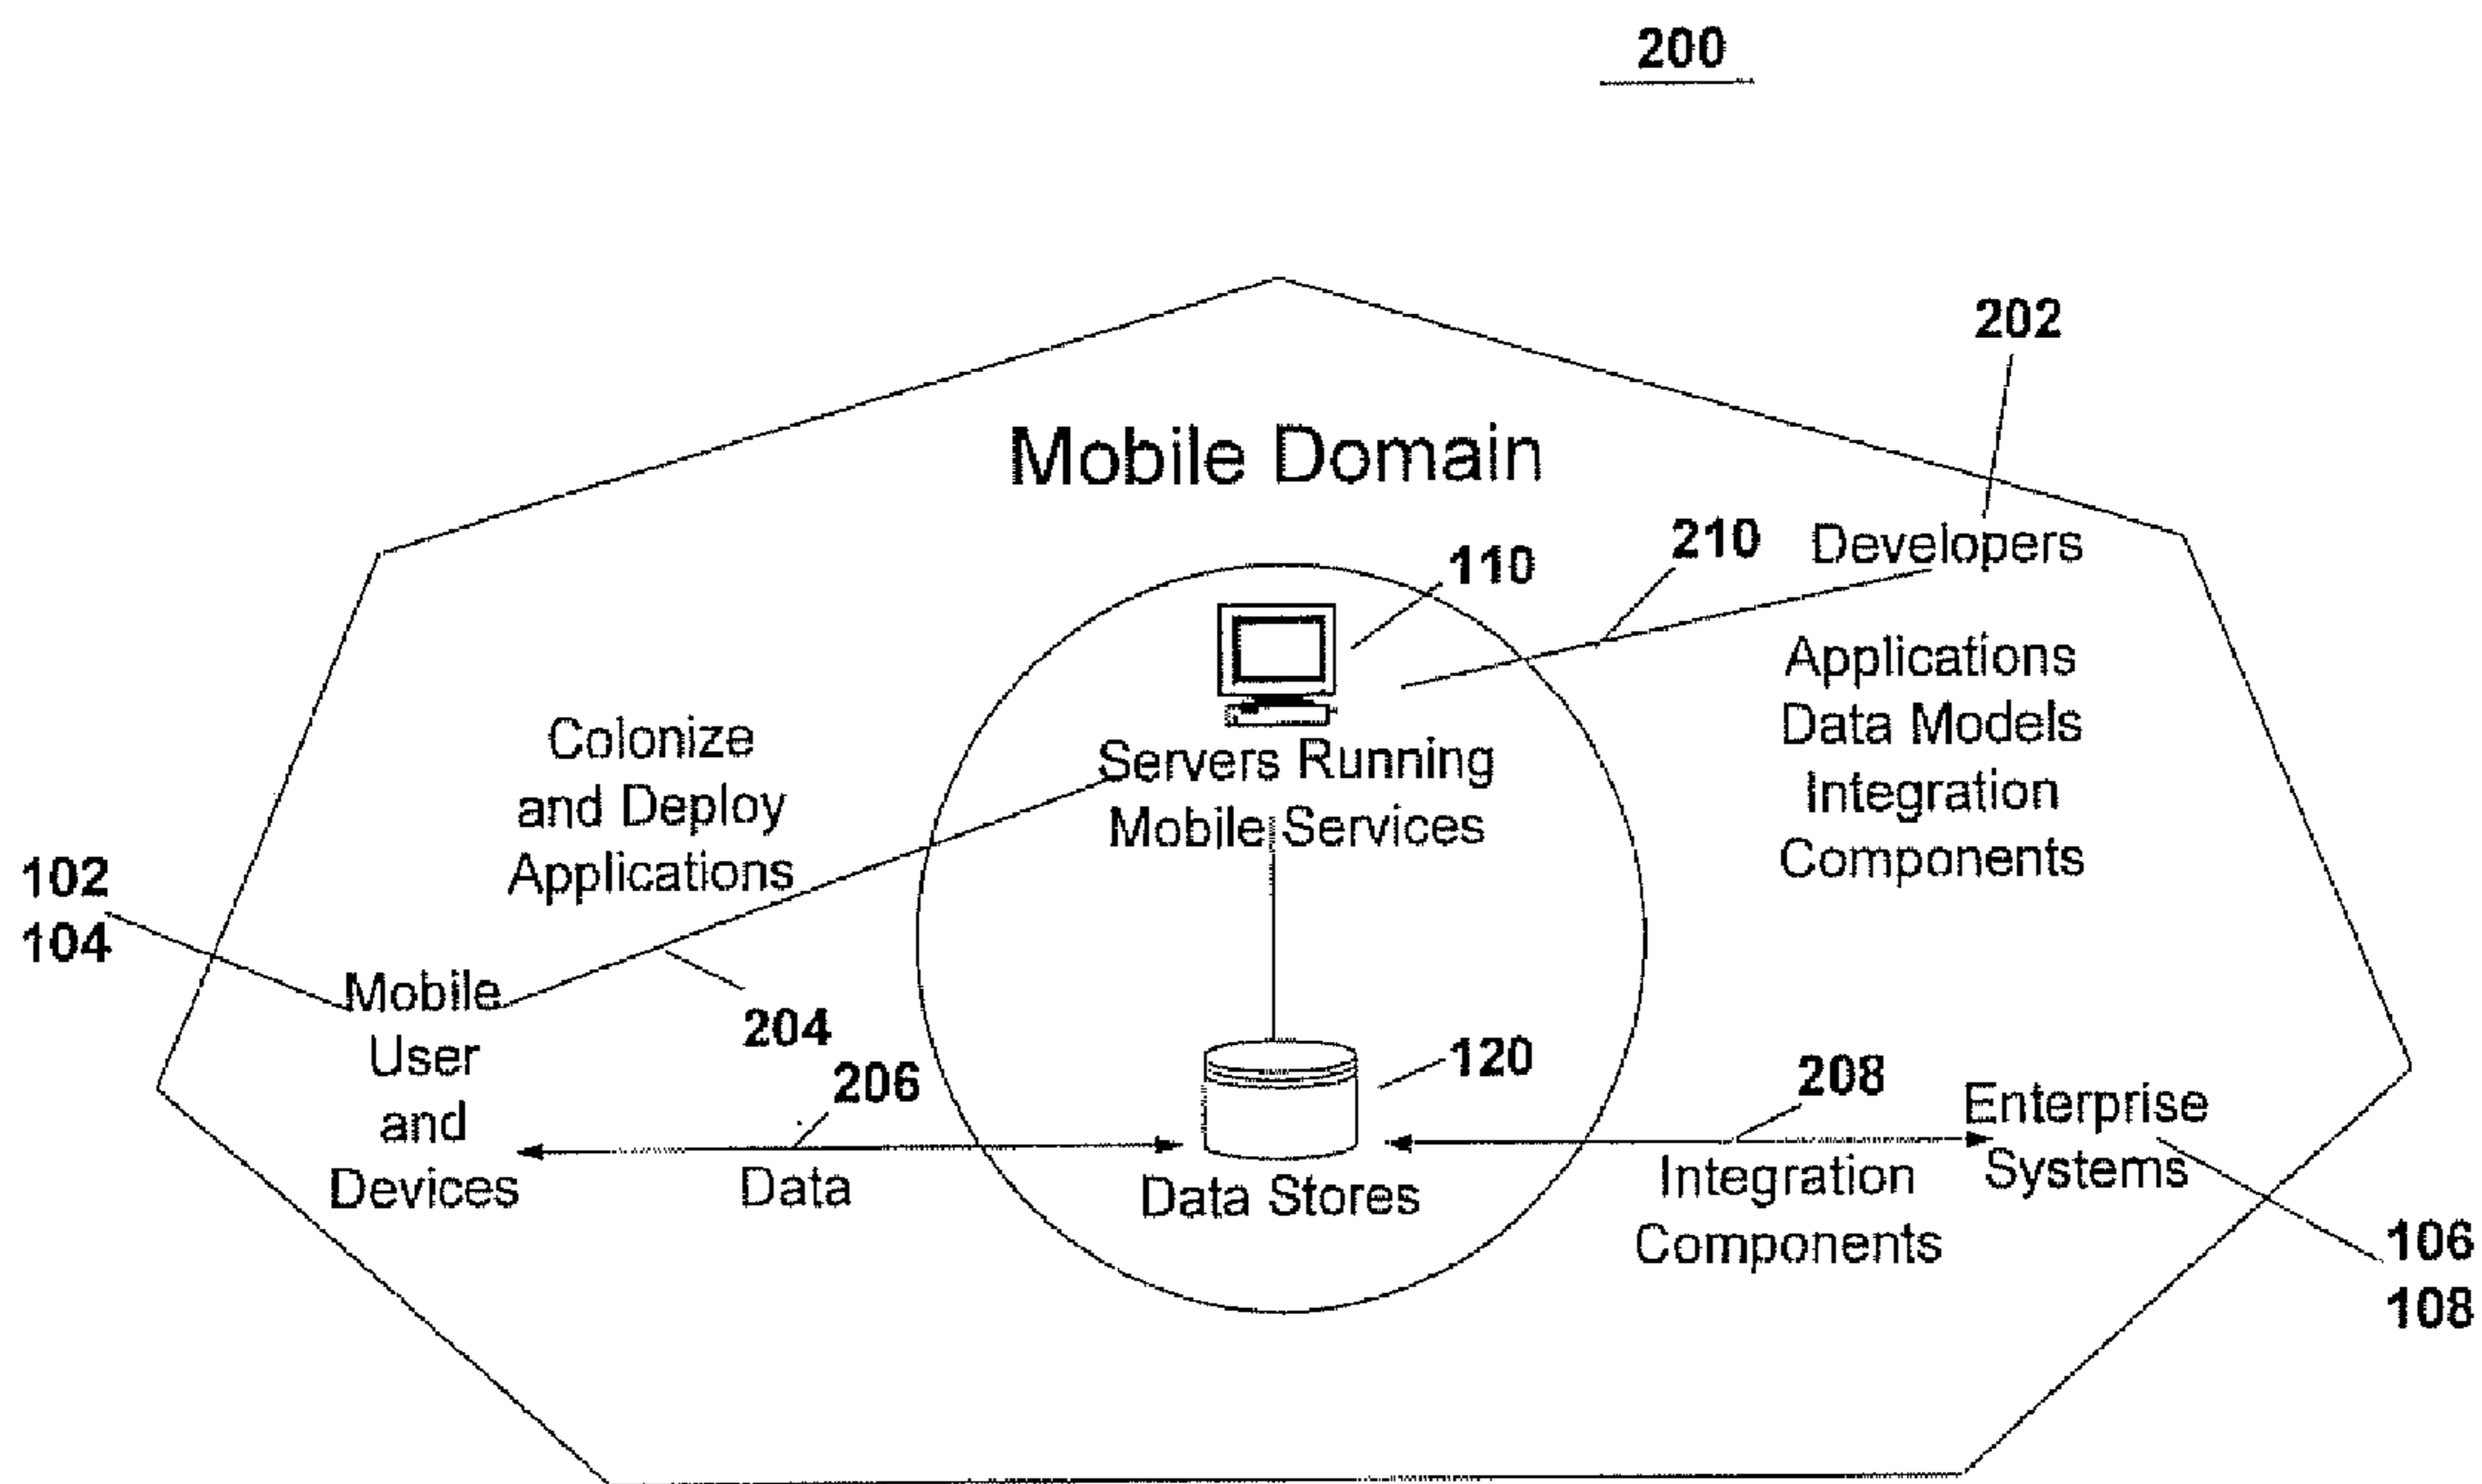 200
202
Mobile Domain
210
Developers
110
Applications
Data Models
Integration
Components
Colonize
and Deploy
Applications
Servers Running
Mobile Services
102
104
Mobile
User
and
Devices
204
206
Data
120
Data Stores
208
Integration
Components
Enterprise
Systems
106
108